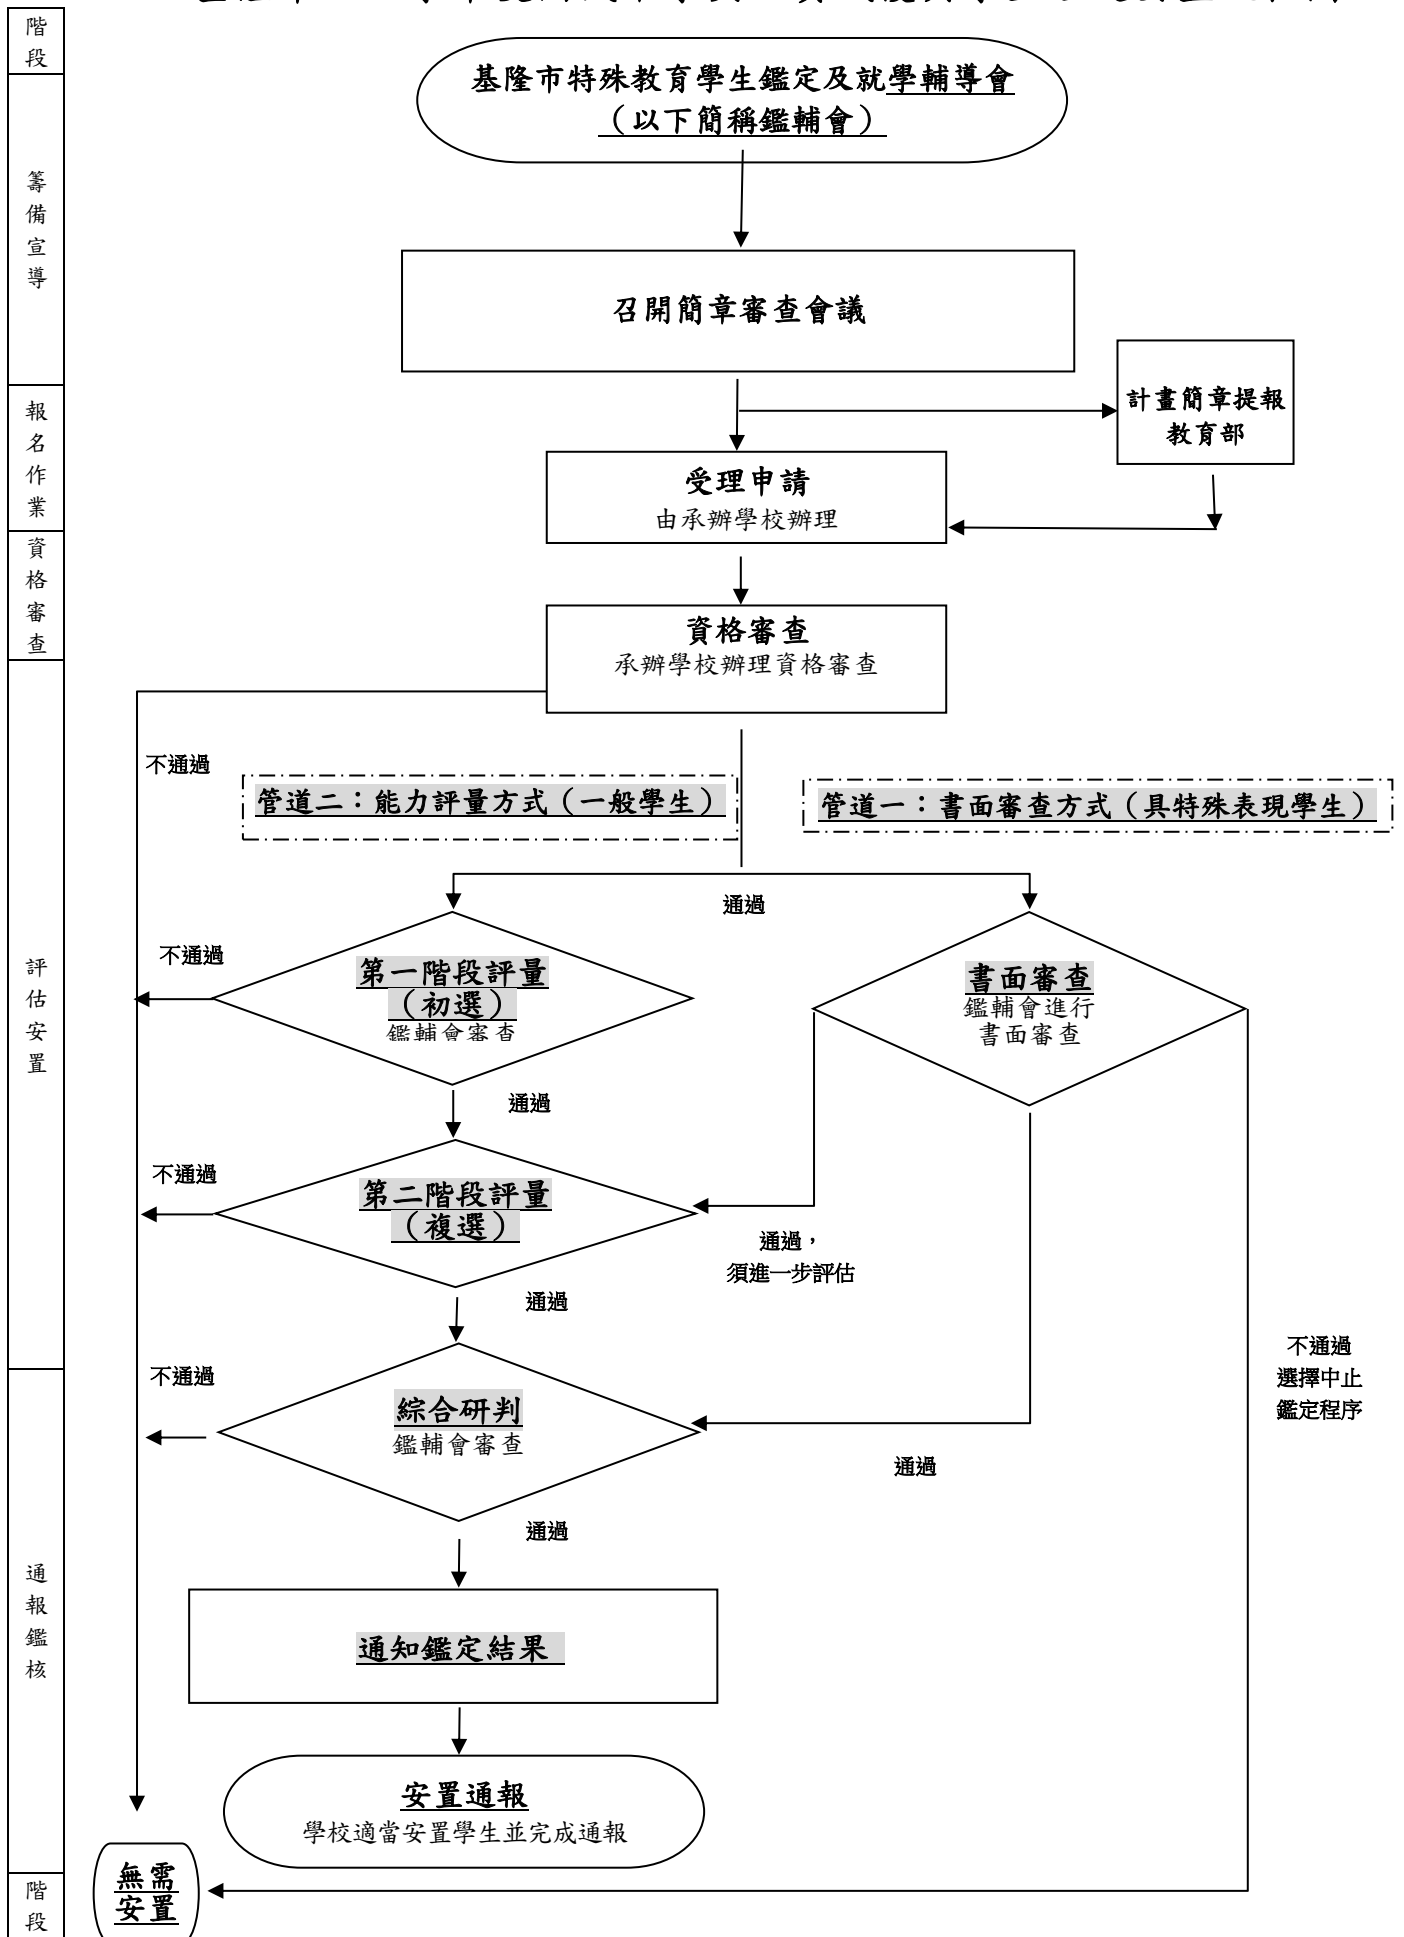 階
段
基隆市特殊教育學生鑑定及就學輔導會
（以下簡稱鑑輔會）
籌
備
宣
導
召開簡章審查會議
計畫簡章提報
教育部
報
名
作
業
受理申請
由承辦學校辦理
資
格
審
查
資格審查
承辦學校辦理資格審查
不通過
管道二：能力評量方式（一般學生）
管道一：書面審查方式（具特殊表現學生）
通過
評
估
安
置
不通過
第一階段評量
（初選）
鑑輔會審查
書面審查
鑑輔會進行
書面審查
通過
不通過
第二階段評量
（複選）
通過，
須進一步評估
通過
不通過
選擇中止
鑑定程序
不通過
綜合研判
鑑輔會審查
通過
通過
通
報
鑑
核
通知鑑定結果
安置通報
學校適當安置學生並完成通報
無需
安置
階
段